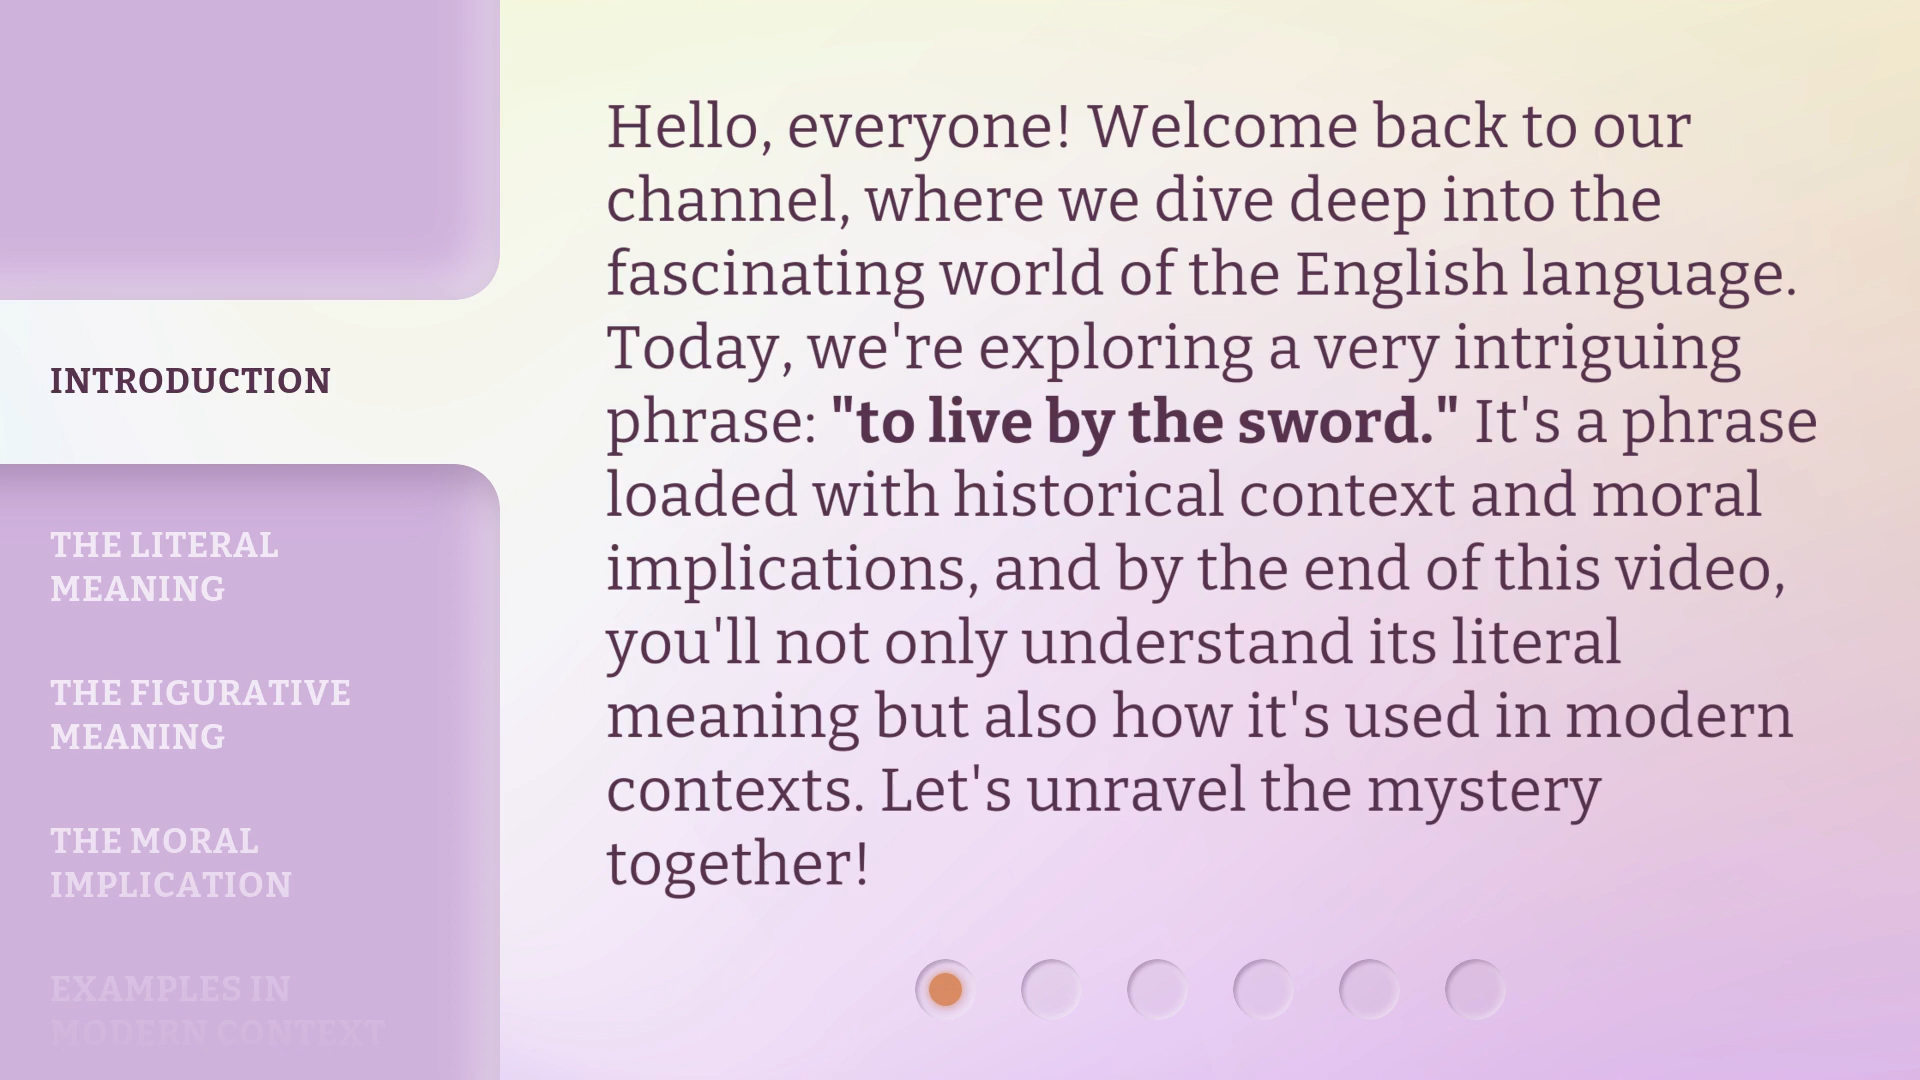 INTRODUCTION
THE LITERAL
MEANING
THE FIGURATIVE
MEANING
THE MORAL
IMPLICATION
EXAMPLES IN
MODERN CONTEXT
Hello, everyone! Welcome back to our
channel, where we dive deep into the
fascinating world of the English language.
Today, we're exploring a very intriguing
phrase: "to live by the sword." It's a phrase
loaded with historical context and moral
implications, and by the end of this video,
you'll not only understand its literal
meaning but also how it's used in modern
contexts. Let's unravel the mystery
together!